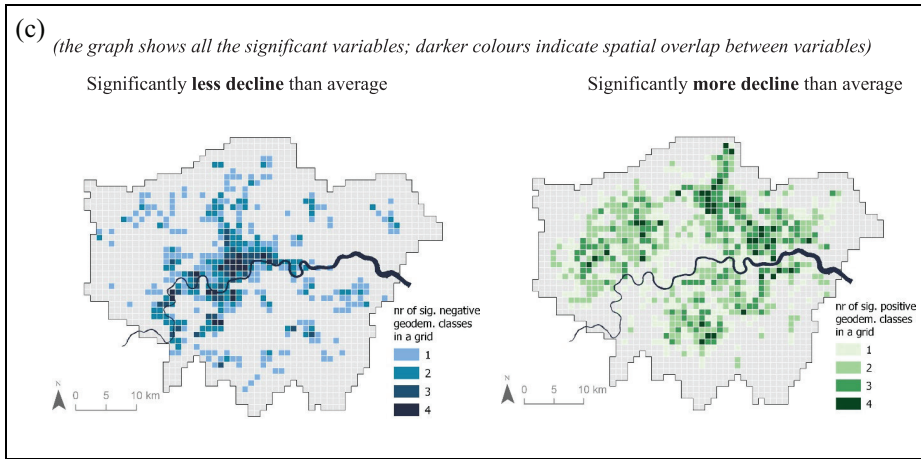 (c)
(the graph shows all the significant variables; darker colours indicate spatial overlap between variables)
Significantly less decline than average
Significantly more decline than average
nr of sig. negative
geodem. classes
in a grid
1
2
3
4
N
0 5 10 km
nr of sig. positive
geodem. classes
in a grid
1
2
3
4
N
0 5 10 km